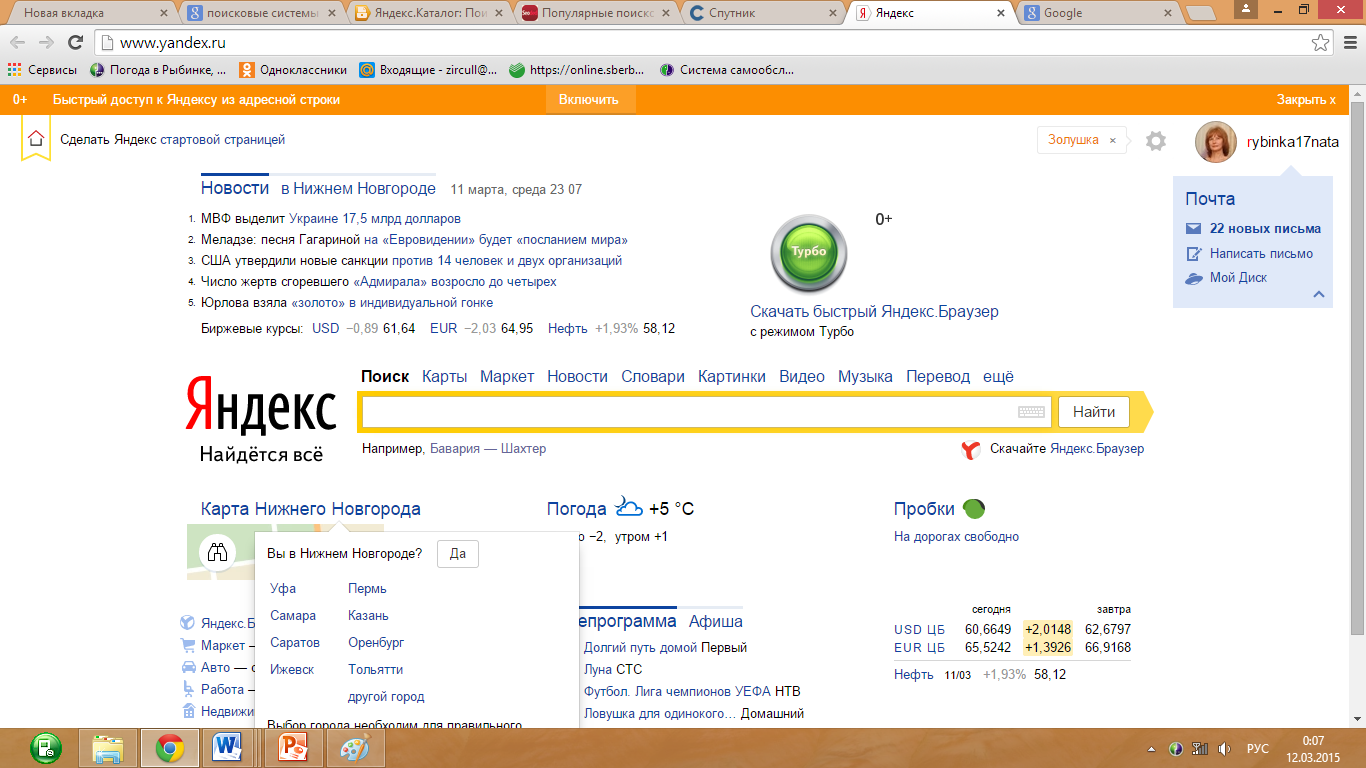 Новая вкладка
поисковые системы
Яндекс.Каталог: Пои
Популярные поиск
Спутник
Яндекс
Google
www.yandex.ru
Сервисы
Погода в Рыбинке, ...
Одноклассники
Входящие - zircull@...
https://online.sberb...
Система самообсл...
0+ Быстрый доступ к Яндексу из адресной строки Включить Закрыть x
Сделать Яндекс стартовой страницей
Золушка ×
rybinka17nata
Новости в Нижнем Новгороде 11 марта, среда 23 07
1. МВФ выделит Украине 17,5 млрд долларов
2. Меладзе: песня Гагариной на «Евровидении» будет «посланием мира»
3. США утвердили новые санкции против 14 человек и двух организаций
4. Число жертв сгоревшего «Адмирала» возросло до четырех
5. Юрлова взяла «золото» в индивидуальной гонке
Биржевые курсы: USD −0,89 61,64 EUR −2,03 64,95 Нефть +1,93% 58,12
Турбо
0+
Скачать быстрый Яндекс.Браузер
с режимом Турбо
Почта
22 новых письма
Написать письмо
Мой Диск
Яндекс
Найдётся всё
Поиск Карты Маркет Новости Словари Картинки Видео Музыка Перевод ещё
Найти
Например, Бавария — Шахтер
Скачайте Яндекс.Браузер
Карта Нижнего Новгорода
Вы в Нижнем Новгороде? Да
Уфа Пермь
Самара Казань
Саратов Оренбург
Ижевск Тольятти
другой город
Выбор города необходим для правильного
Погода +5 °C
−2, утром +1
Пробки
На дорогах свободно
Яндекс.Б
Маркет —
Авто —
Работа —
Недвижи
епрограмма Афиша
Долгий путь домой Первый
Луна СТС
Футбол. Лига чемпионов УЕФА НТВ
Ловушка для одинокого… Домашний
сегодня завтра
USD ЦБ 60,6649 +2,0148 62,6797
EUR ЦБ 65,5242 +1,3926 66,9168
Нефть 11/03 +1,93% 58,12
РУС
0:07
12.03.2015